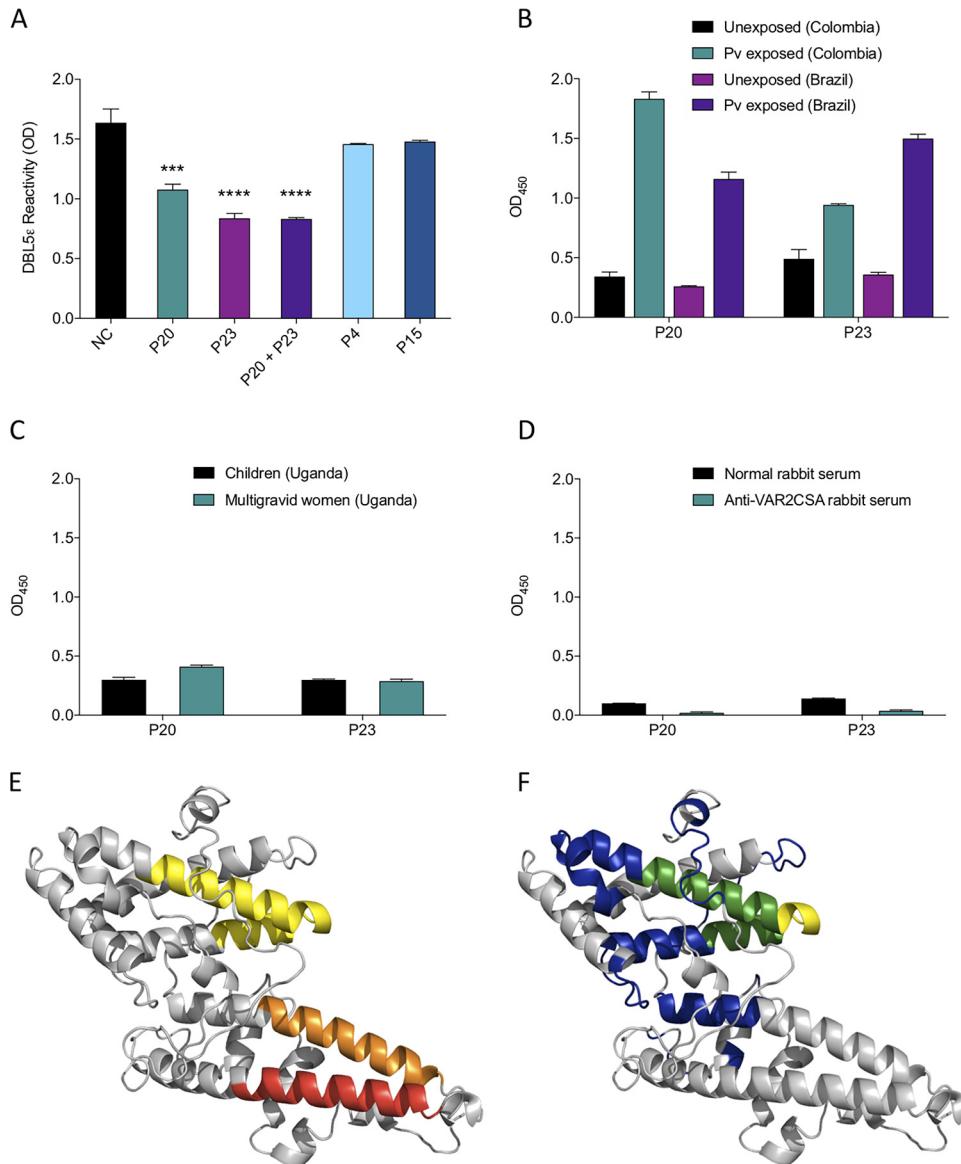 A
DBL5ε Reactivity (OD)
2.0
1.5
1.0
0.5
0.0
***
****
****
NC
P20
P23
P20 + P23
P4
P15
B
Unexposed (Colombia)
Pv exposed (Colombia)
Unexposed (Brazil)
Pv exposed (Brazil)
OD450
2.0
1.5
1.0
0.5
0.0
P20
P23
C
Children (Uganda)
Multigravid women (Uganda)
OD450
2.0
1.5
1.0
0.5
0.0
P20
P23
D
Normal rabbit serum
Anti-VAR2CSA rabbit serum
OD450
2.0
1.5
1.0
0.5
0.0
P20
P23
E
F